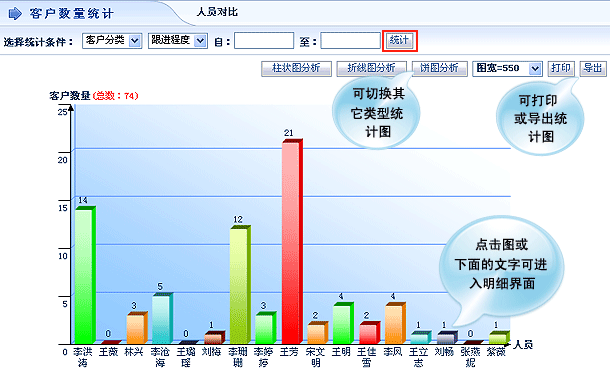 客户数量统计
人员对比
选择统计条件： 客户分类 跟进程度 自： 至： 统计
柱状图分析 折线图分析 饼图分析 图宽=550 打印 导出
可切换其
它类型统
计图
可打印
或导出统
计图
客户数量(总数：74)
25
20
15
10
5
0
14
0
3
5
0
1
12
3
21
2
4
2
4
1
1
0
1
点击图或
下面的文字可进
入明细界面
人员
李洪涛
王薇
林兴
李沧海
王璐瑶
刘梅
李珊珊
李婷婷
王芳
宋文明
王明
王佳雪
李风
王立志
刘畅
张燕妮
紫薇